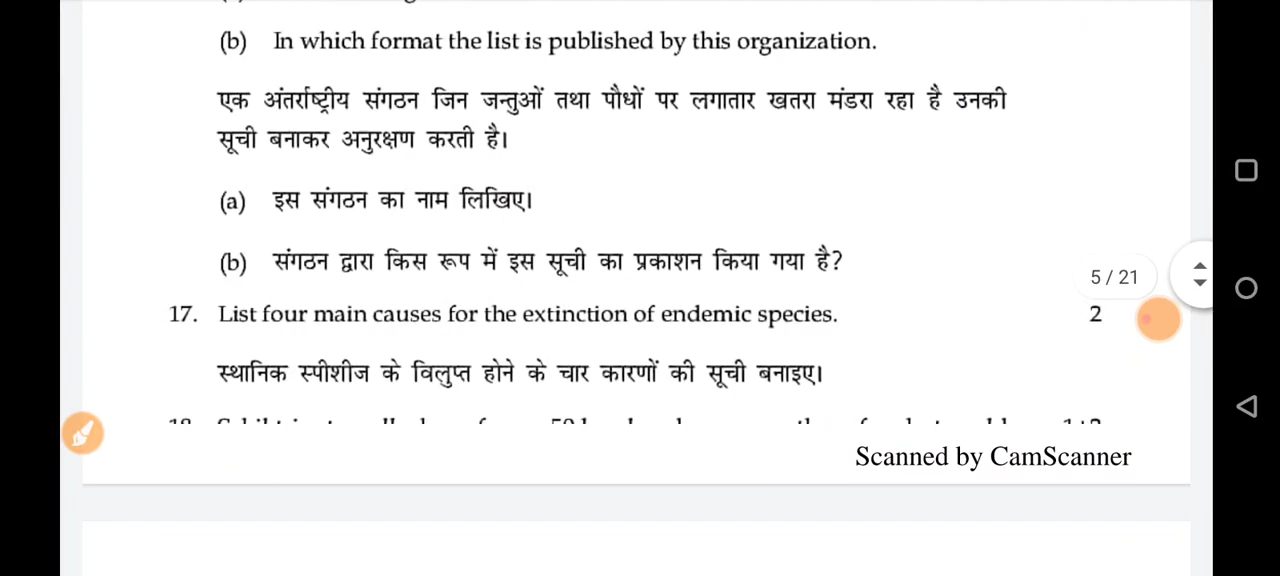 (b) In which format the list is published by this organization.
एक अंतर्राष्ट्रीय संगठन जिन जन्तुओं तथा पौधों पर लगातार खतरा मंडरा रहा है उनकी
सूची बनाकर अनुरक्षण करती है।
(a) इस संगठन का नाम लिखिए।
(b) संगठन द्वारा किस रूप में इस सूची का प्रकाशन किया गया है?
5 / 21
17. List four main causes for the extinction of endemic species. 2
स्थानिक स्पीशीज के विलुप्त होने के चार कारणों की सूची बनाइए।
Scanned by CamScanner